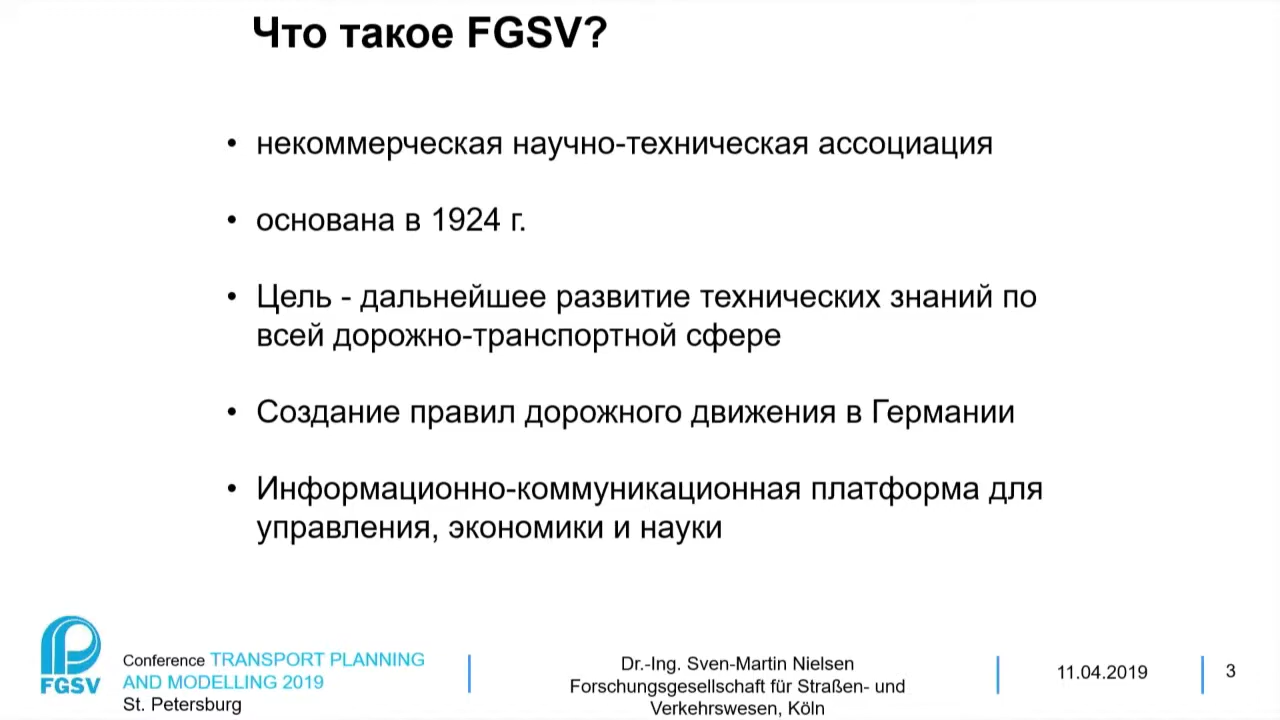 Что такое FGSV?
• некоммерческая научно-техническая ассоциация
• основана в 1924 г.
• Цель - дальнейшее развитие технических знаний по
всей дорожно-транспортной сфере
• Создание правил дорожного движения в Германии
• Информационно-коммуникационная платформа для
управления, экономики и науки
FGSV
Conference TRANSPORT PLANNING
AND MODELLING 2019
St. Petersburg
Dr.-Ing. Sven-Martin Nielsen
Forschungsgesellschaft für Straßen- und
Verkehrswesen, Köln
11.04.2019
3